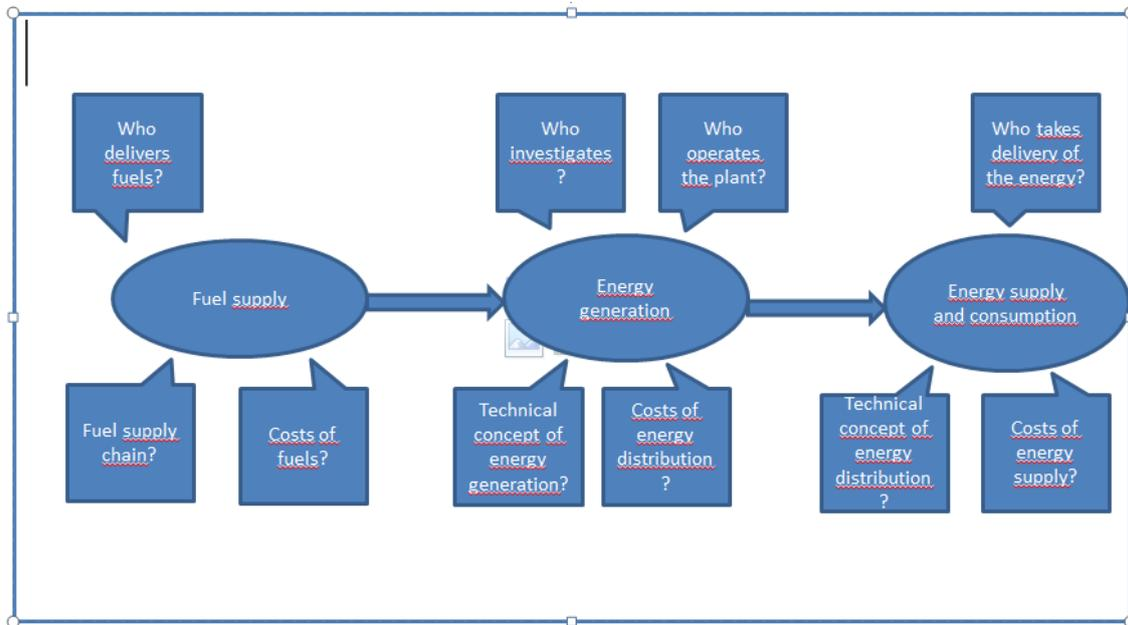 Who
delivers
fuels?
Who
investigates
?
Who
operates
the plant?
Who takes
delivery of
the energy?
Fuel supply
Energy
generation
Energy supply
and consumption
Fuel supply
chain?
Costs of
fuels?
Technical
concept of
energy
generation?
Costs of
energy
distribution
?
Technical
concept of
energy
distribution
?
Costs of
energy
supply?